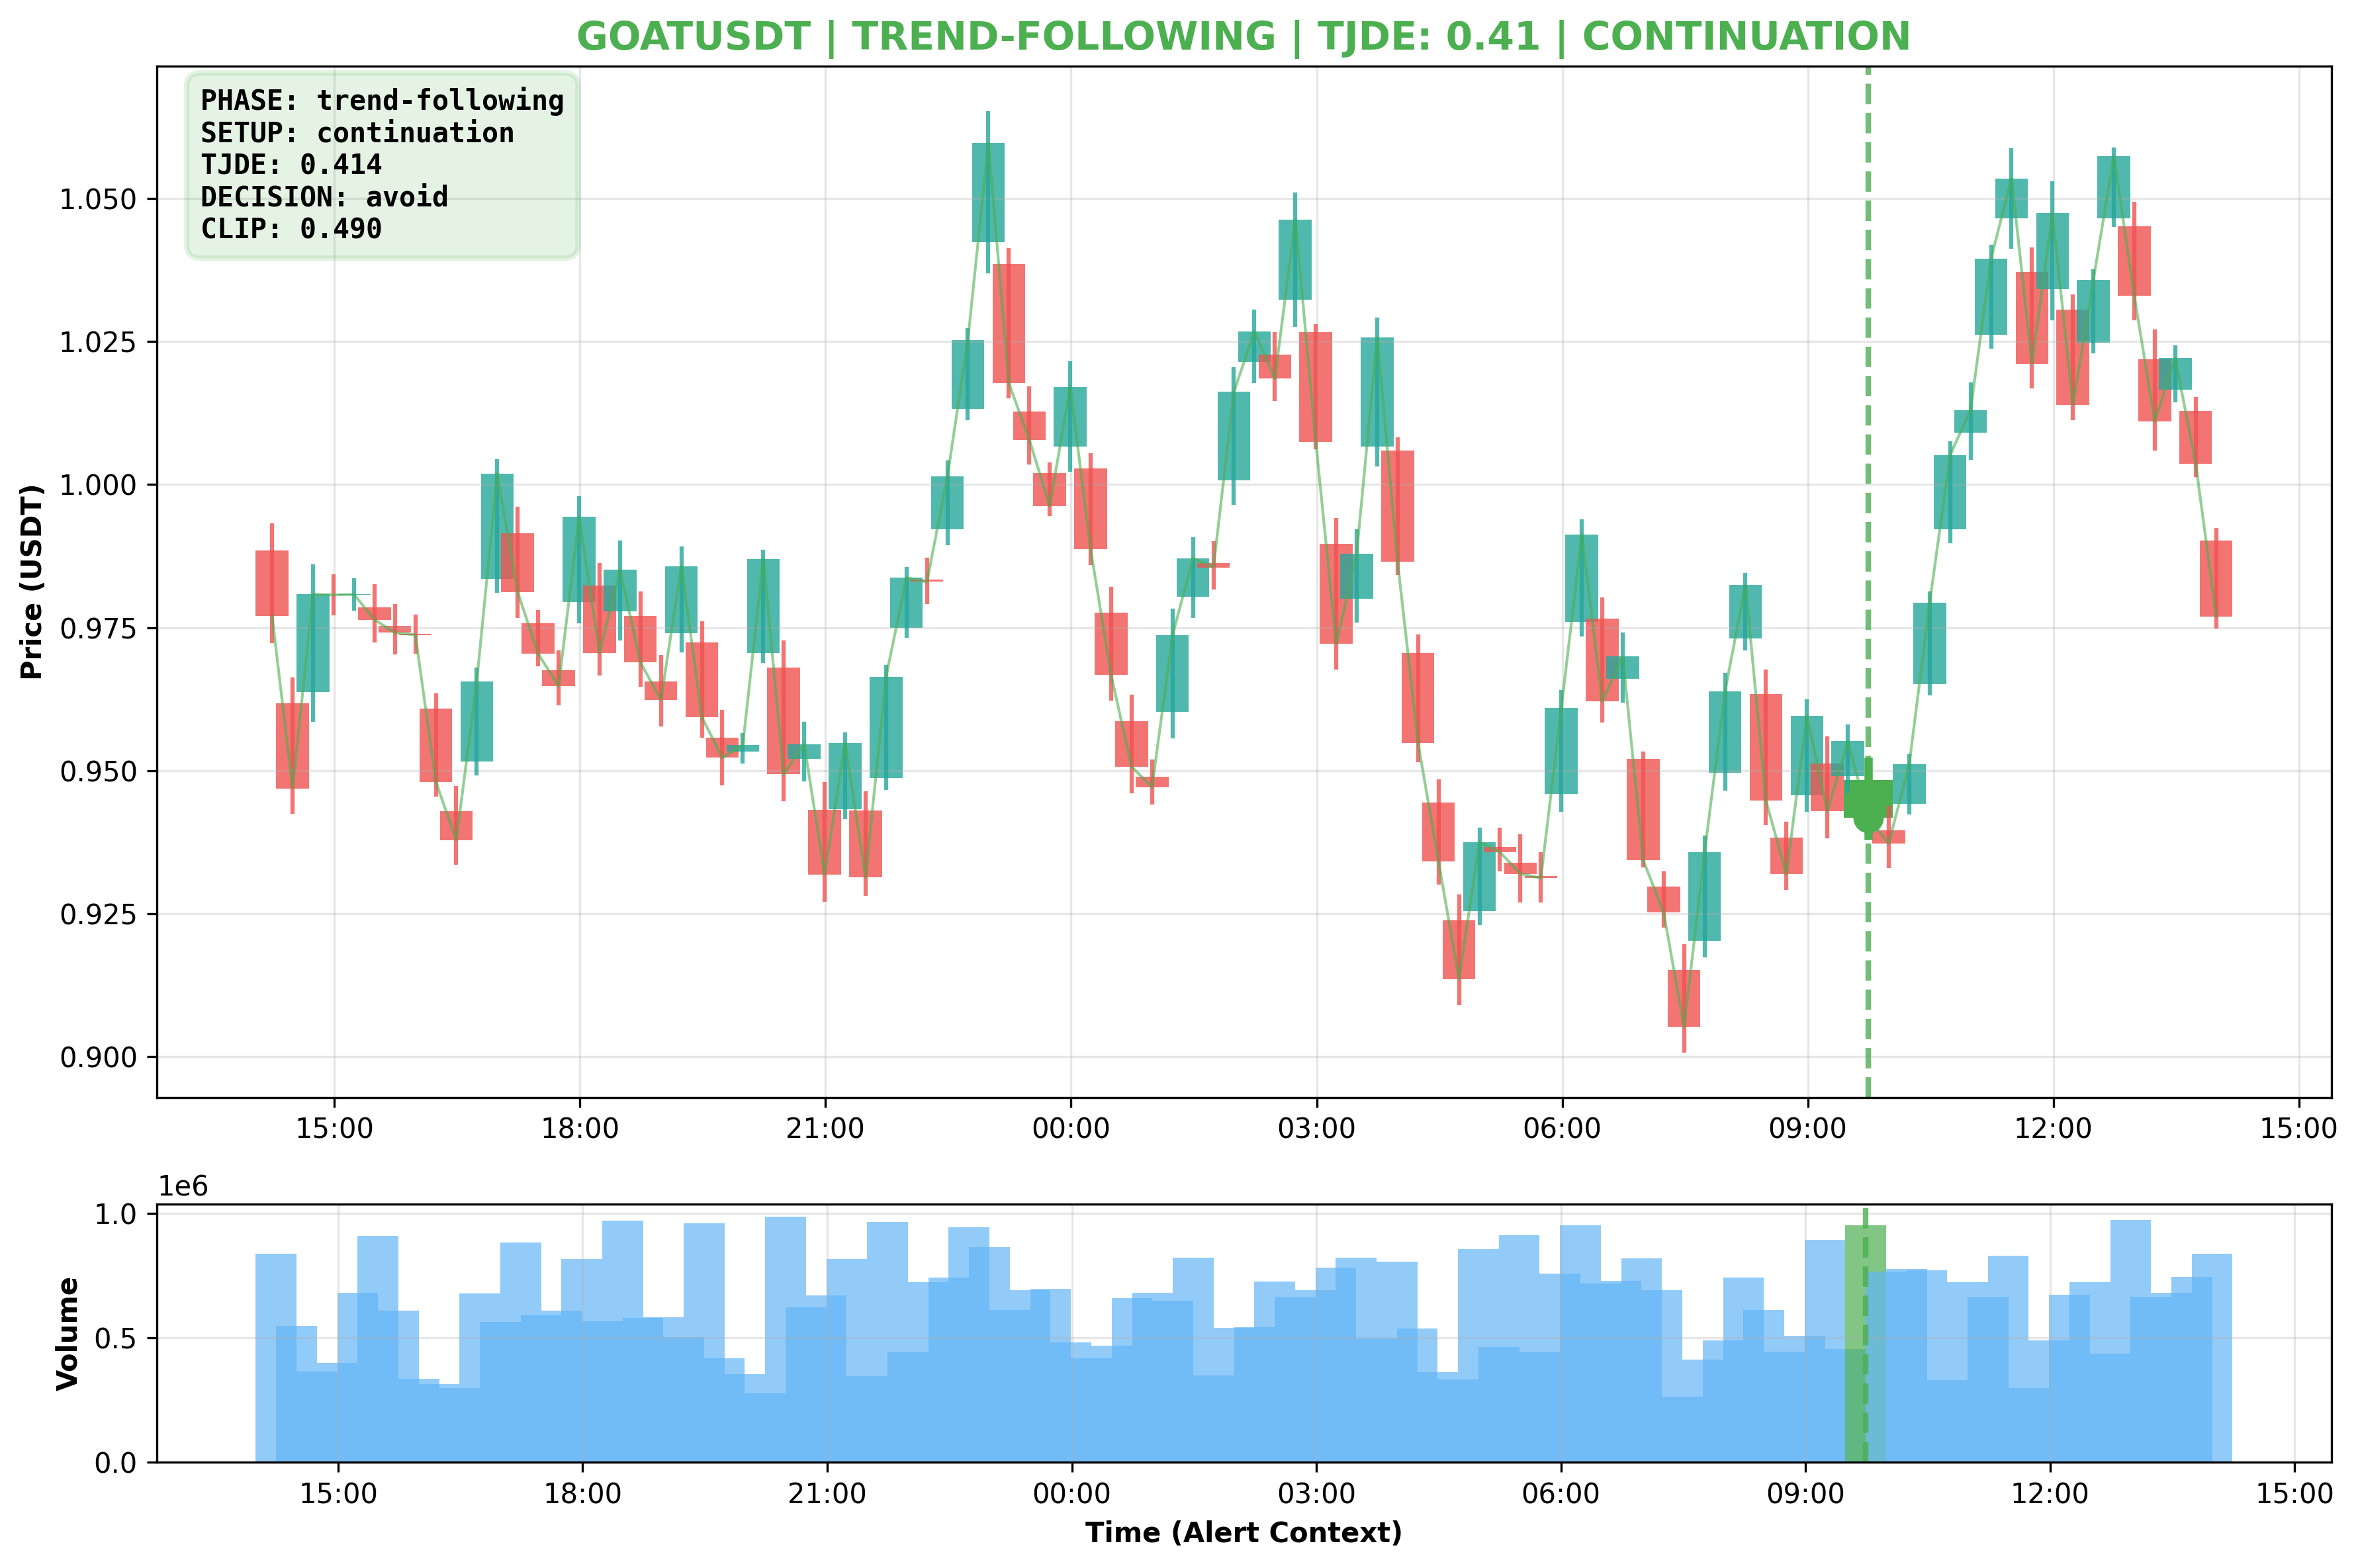 GOATUSDT | TREND-FOLLOWING | TJDE: 0.41 | CONTINUATION
PHASE: trend-following
SETUP: continuation
TJDE: 0.414
DECISION: avoid
CLIP: 0.490
Price (USDT)
1.050
1.025
1.000
0.975
0.950
0.925
0.900
15:00 18:00 21:00 00:00 03:00 06:00 09:00 12:00 15:00
1e6
Volume
1.0
0.5
0.0
15:00 18:00 21:00 00:00 03:00 06:00 09:00 12:00 15:00
Time (Alert Context)